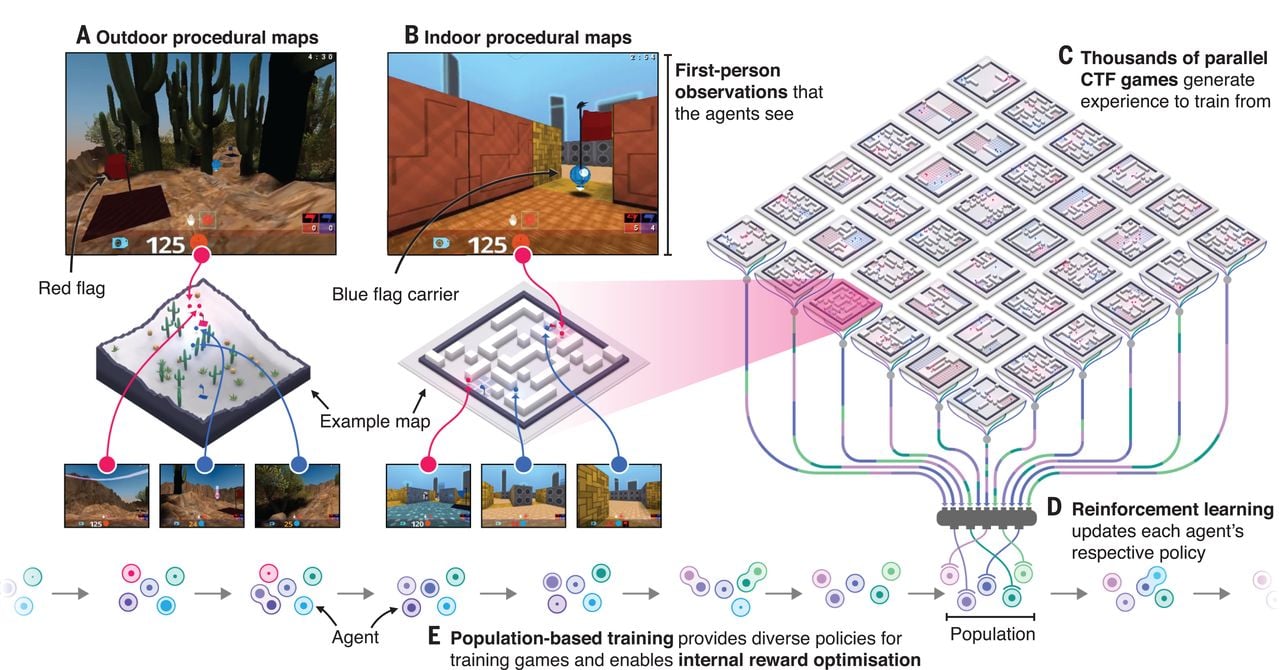 A Outdoor procedural maps
B Indoor procedural maps
4:30
2:54
First-person
observations that
the agents see
C Thousands of parallel
CTF games generate
experience to train from
125
0 0
125
5 4
Red flag
Blue flag carrier
Example map
125
24
25
120
D Reinforcement learning
updates each agent's
respective policy
Agent
Population
E Population-based training provides diverse policies for
training games and enables internal reward optimisation